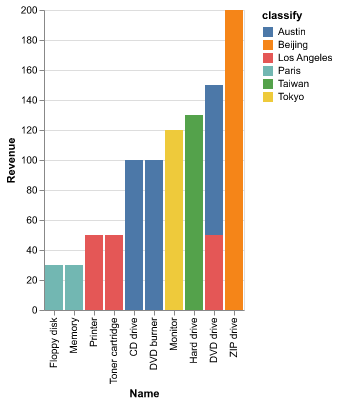 classify
Austin
Beijing
Los Angeles
Paris
Taiwan
Tokyo
Revenue
200
180
160
140
120
100
80
60
40
20
0
Floppy disk
Memory
Printer
Toner cartridge
CD drive
DVD burner
Monitor
Hard drive
DVD drive
ZIP drive
Name